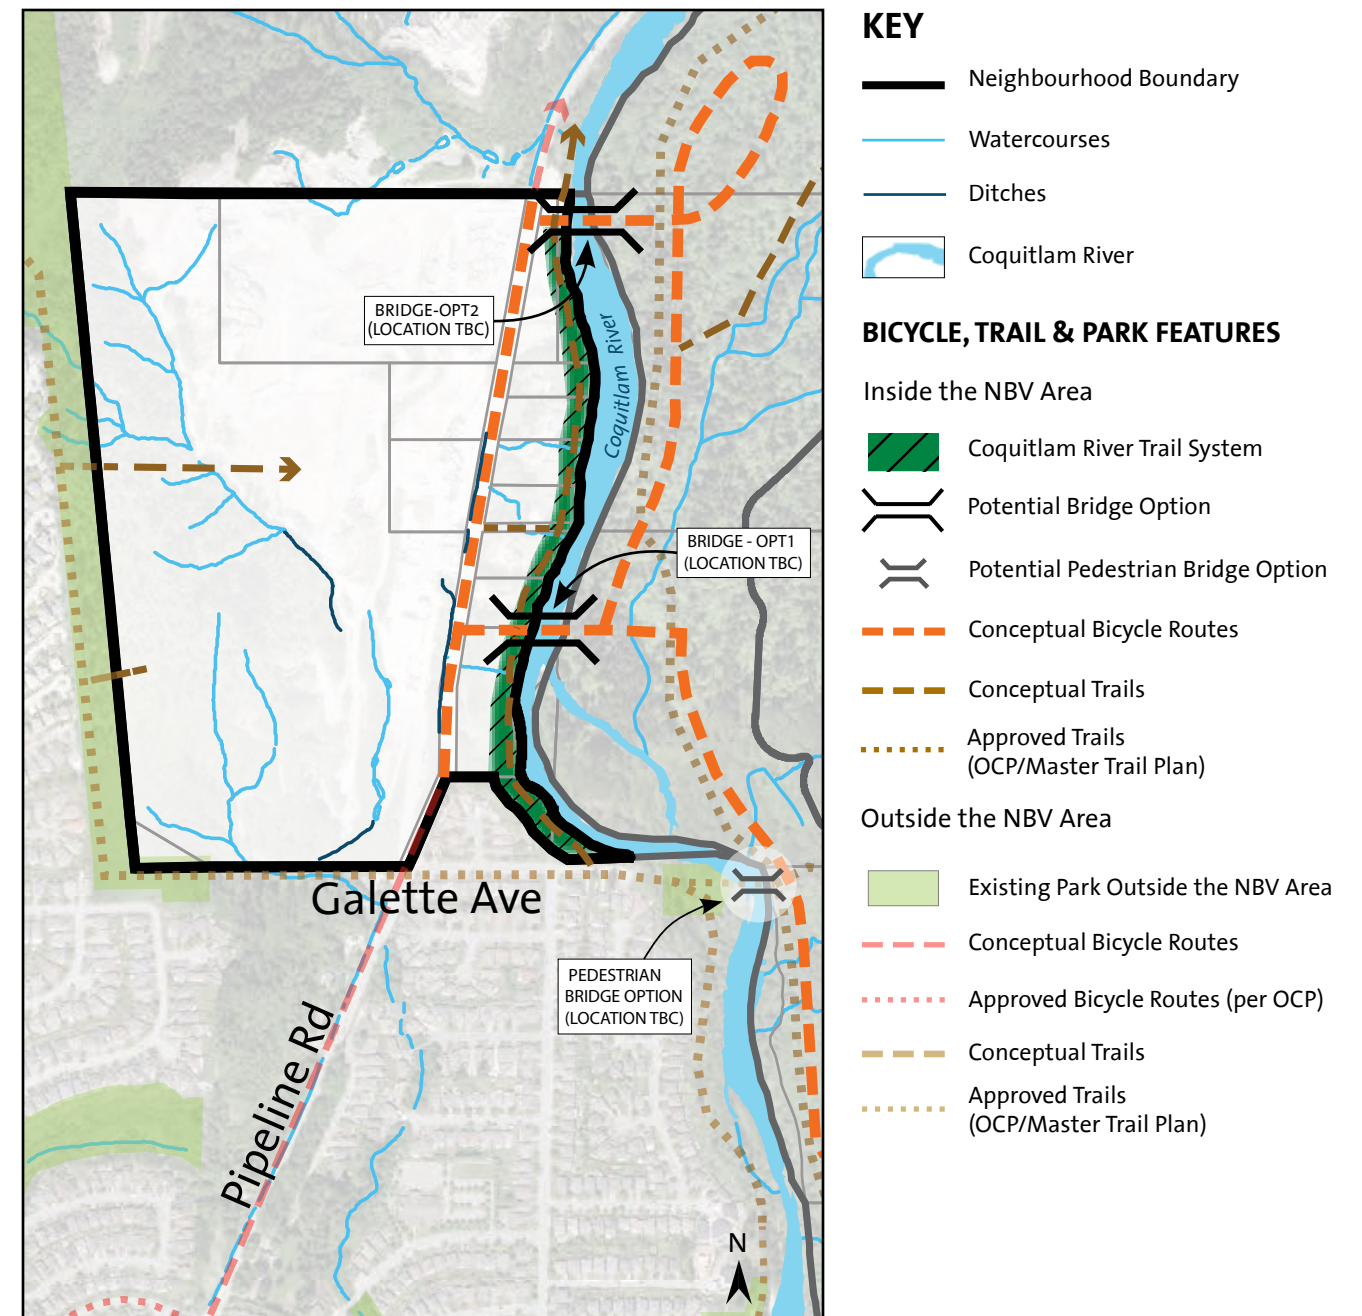 BRIDGE-OPT2
(LOCATION TBC)
Coquitlam River
BRIDGE - OPT1
(LOCATION TBC)
Galette Ave
PEDESTRIAN
BRIDGE OPTION
(LOCATION TBC)
Pipeline Rd
N
KEY
Neighbourhood Boundary
Watercourses
Ditches
Coquitlam River
BICYCLE, TRAIL & PARK FEATURES
Inside the NBV Area
Coquitlam River Trail System
Potential Bridge Option
Potential Pedestrian Bridge Option
Conceptual Bicycle Routes
Conceptual Trails
Approved Trails
(OCP/Master Trail Plan)
Outside the NBV Area
Existing Park Outside the NBV Area
Conceptual Bicycle Routes
Approved Bicycle Routes (per OCP)
Conceptual Trails
Approved Trails
(OCP/Master Trail Plan)